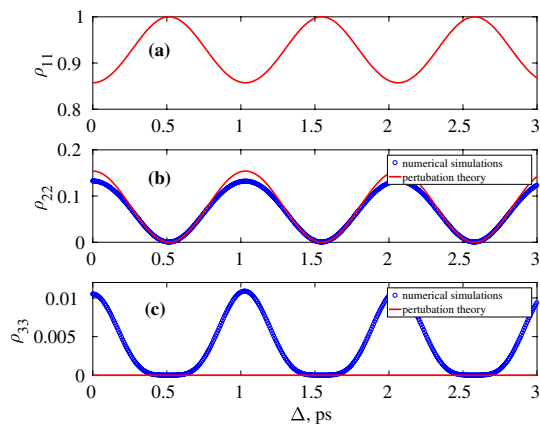 1
(a)
ρ11
0.9
0.8
0 0.5 1 1.5 2 2.5 3
0.2
numerical simulations
(b)
pertubation theory
ρ22
0.1
0
0 0.5 1 1.5 2 2.5 3
numerical simulations
(c)
0.01
pertubation theory
ρ33
0.005
0
0 0.5 1 1.5 2 2.5 3
Δ, ps